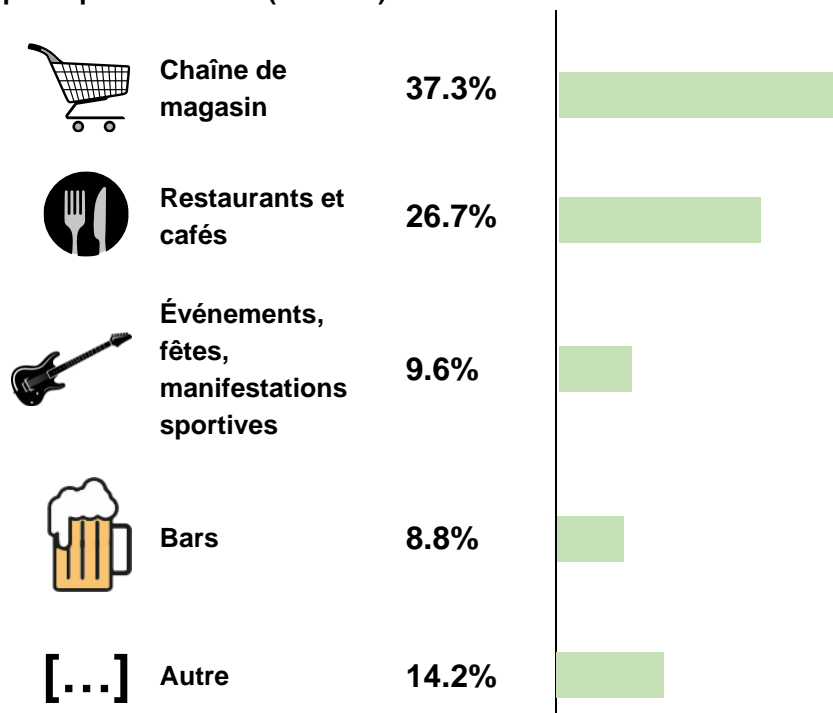 Chaîne de
magasin
37.3%
Restaurants et
cafés
26.7%
Événements,
fêtes,
manifestations
sportives
9.6%
Bars
8.8%
[…]
Autre
14.2%